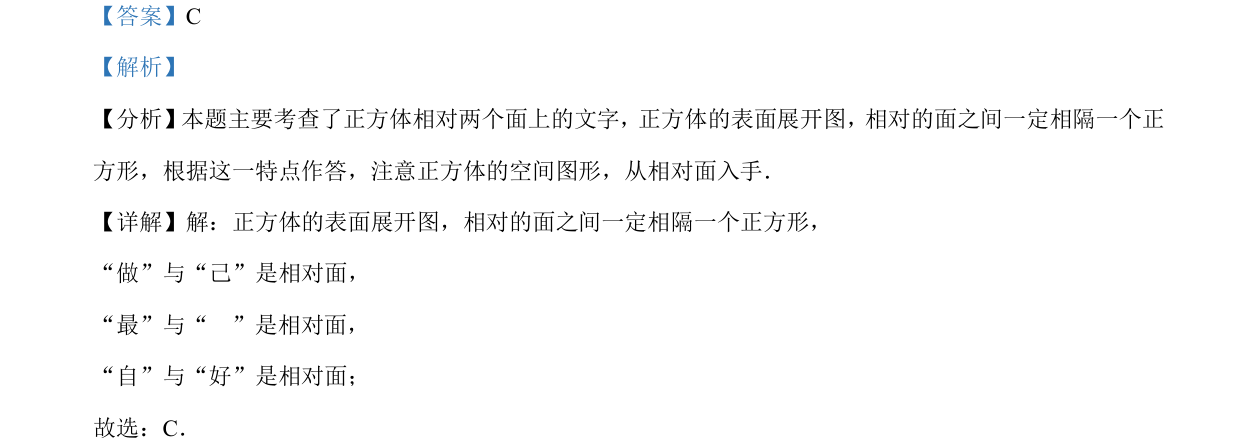 【答案】C
【解析】
【分析】本题主要考查了正方体相对两个面上的文字，正方体的表面展开图，相对的面之间一定相隔一个正
方形，根据这一特点作答，注意正方体的空间图形，从相对面入手．
【详解】解：正方体的表面展开图，相对的面之间一定相隔一个正方形，
“做”与“己”是相对面，
“最”与“　”是相对面，
“自”与“好”是相对面；
故选：C．